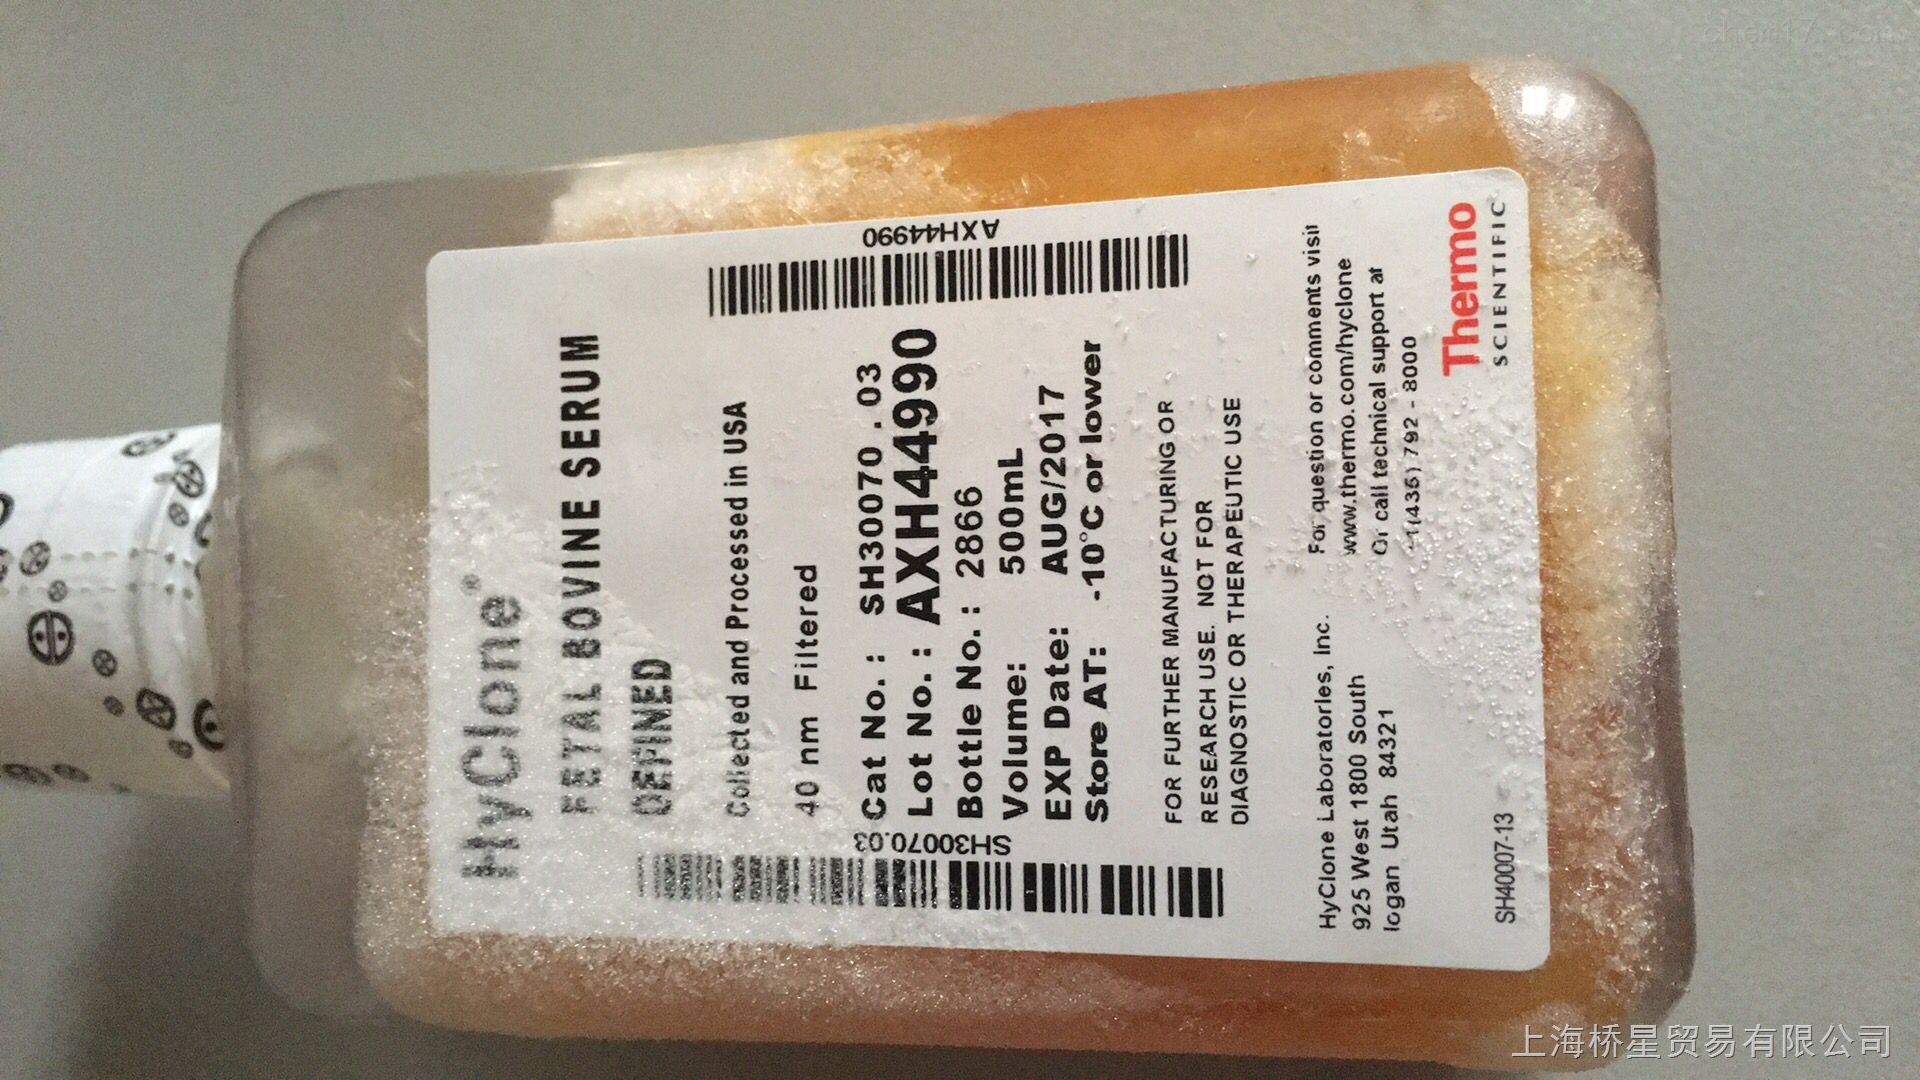 HyClone®
FETAL BOVINE SERUM
DEFINED
Collected and Processed in USA
40 nm Filtered
Cat No. : SH30070 .03
Lot No. : AXH44990
Bottle No. : 2866
Volume: 500mL
EXP Date: AUG/2017
Store AT: -10°C or lower
FOR FURTHER MANUFACTURING OR
RESEARCH USE. NOT FOR
DIAGNOSTIC OR THERAPEUTIC USE
HyClone Laboratories, Inc.
925 West 1800 South
logan Utah 84321
For question or comments visit
www.thermo.com/hyclone
Or call technical support at
+1(435) 792 - 8000
SH40007-13
Thermo
SCIENTIFIC
SH30070.03
AXH44990
chem17.com
上海桥星贸易有限公司